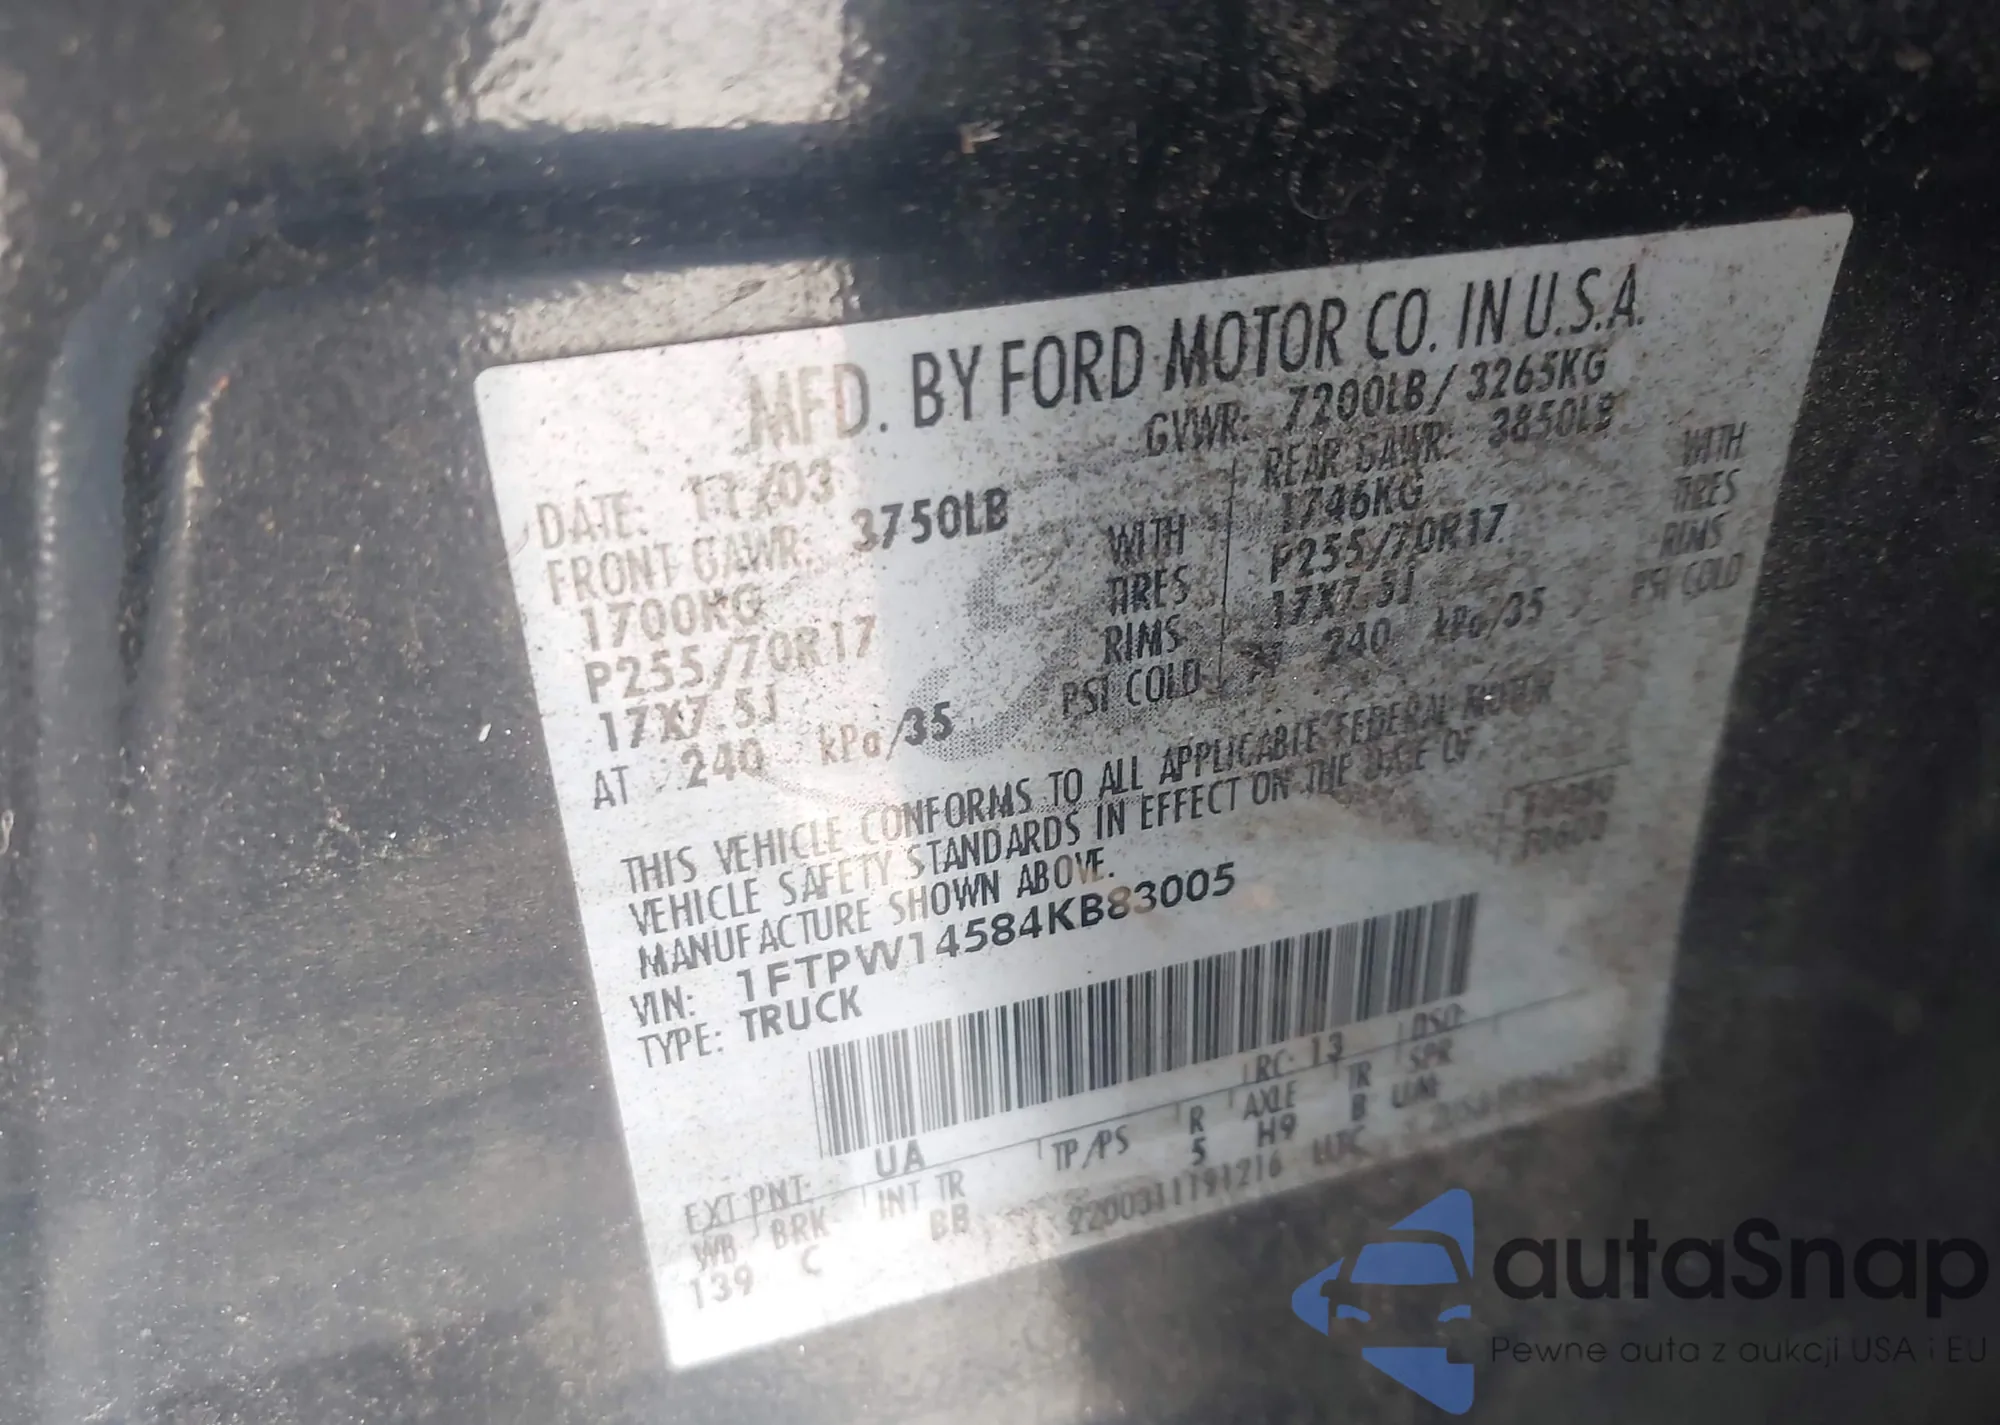 MFD. BY FORD MOTOR CO. IN U.S.A.
DATE: 11/03 GVWR: 7200LB/ 3265KG
FRONT GAWR: 3750LB REAR GAWR: 3850LB
1700KG WITH 1746KG WITH
P255/70R17 TIRES P255/70R17 TIRES
17X7.5J RIMS 17X7.5J RIMS
AT 240 kPa/35 PSI COLD 240 kPa/35 PSI COLD
THIS VEHICLE CONFORMS TO ALL APPLICABLE FEDERAL MOTOR
VEHICLE SAFETY STANDARDS IN EFFECT ON THE DATE OF
MANUFACTURE SHOWN ABOVE.
VIN: 1FTPW14584KB83005
TYPE: TRUCK
EXT PNT: UA RC: 13 DSO:
WB BRK INT TR TP/PS R AXLE TR SPR
139 C BB 5 H9 B
autaSnap
Pewne auta z aukcji USA i EU